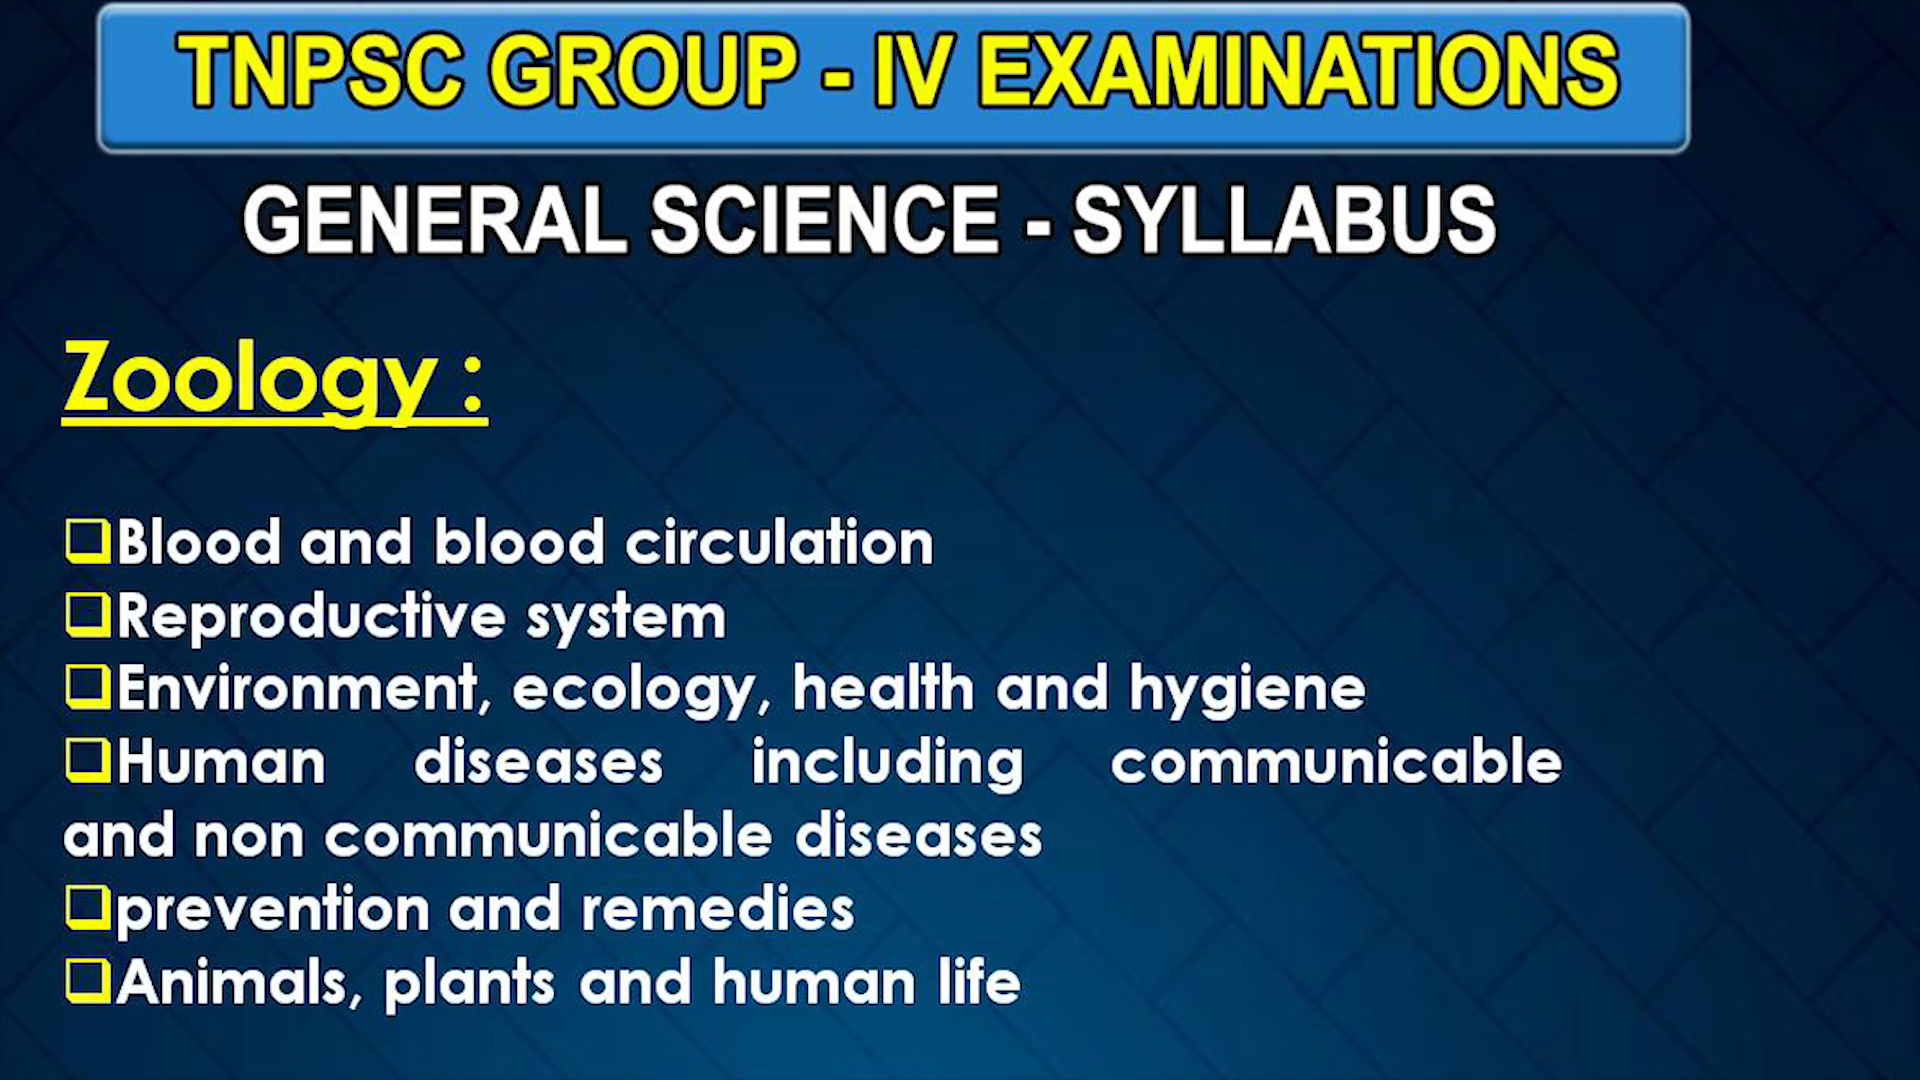 TNPSC GROUP - IV EXAMINATIONS
GENERAL SCIENCE - SYLLABUS
Zoology :
❑Blood and blood circulation
❑Reproductive system
❑Environment, ecology, health and hygiene
❑Human diseases including communicable
and non communicable diseases
❑prevention and remedies
❑Animals, plants and human life